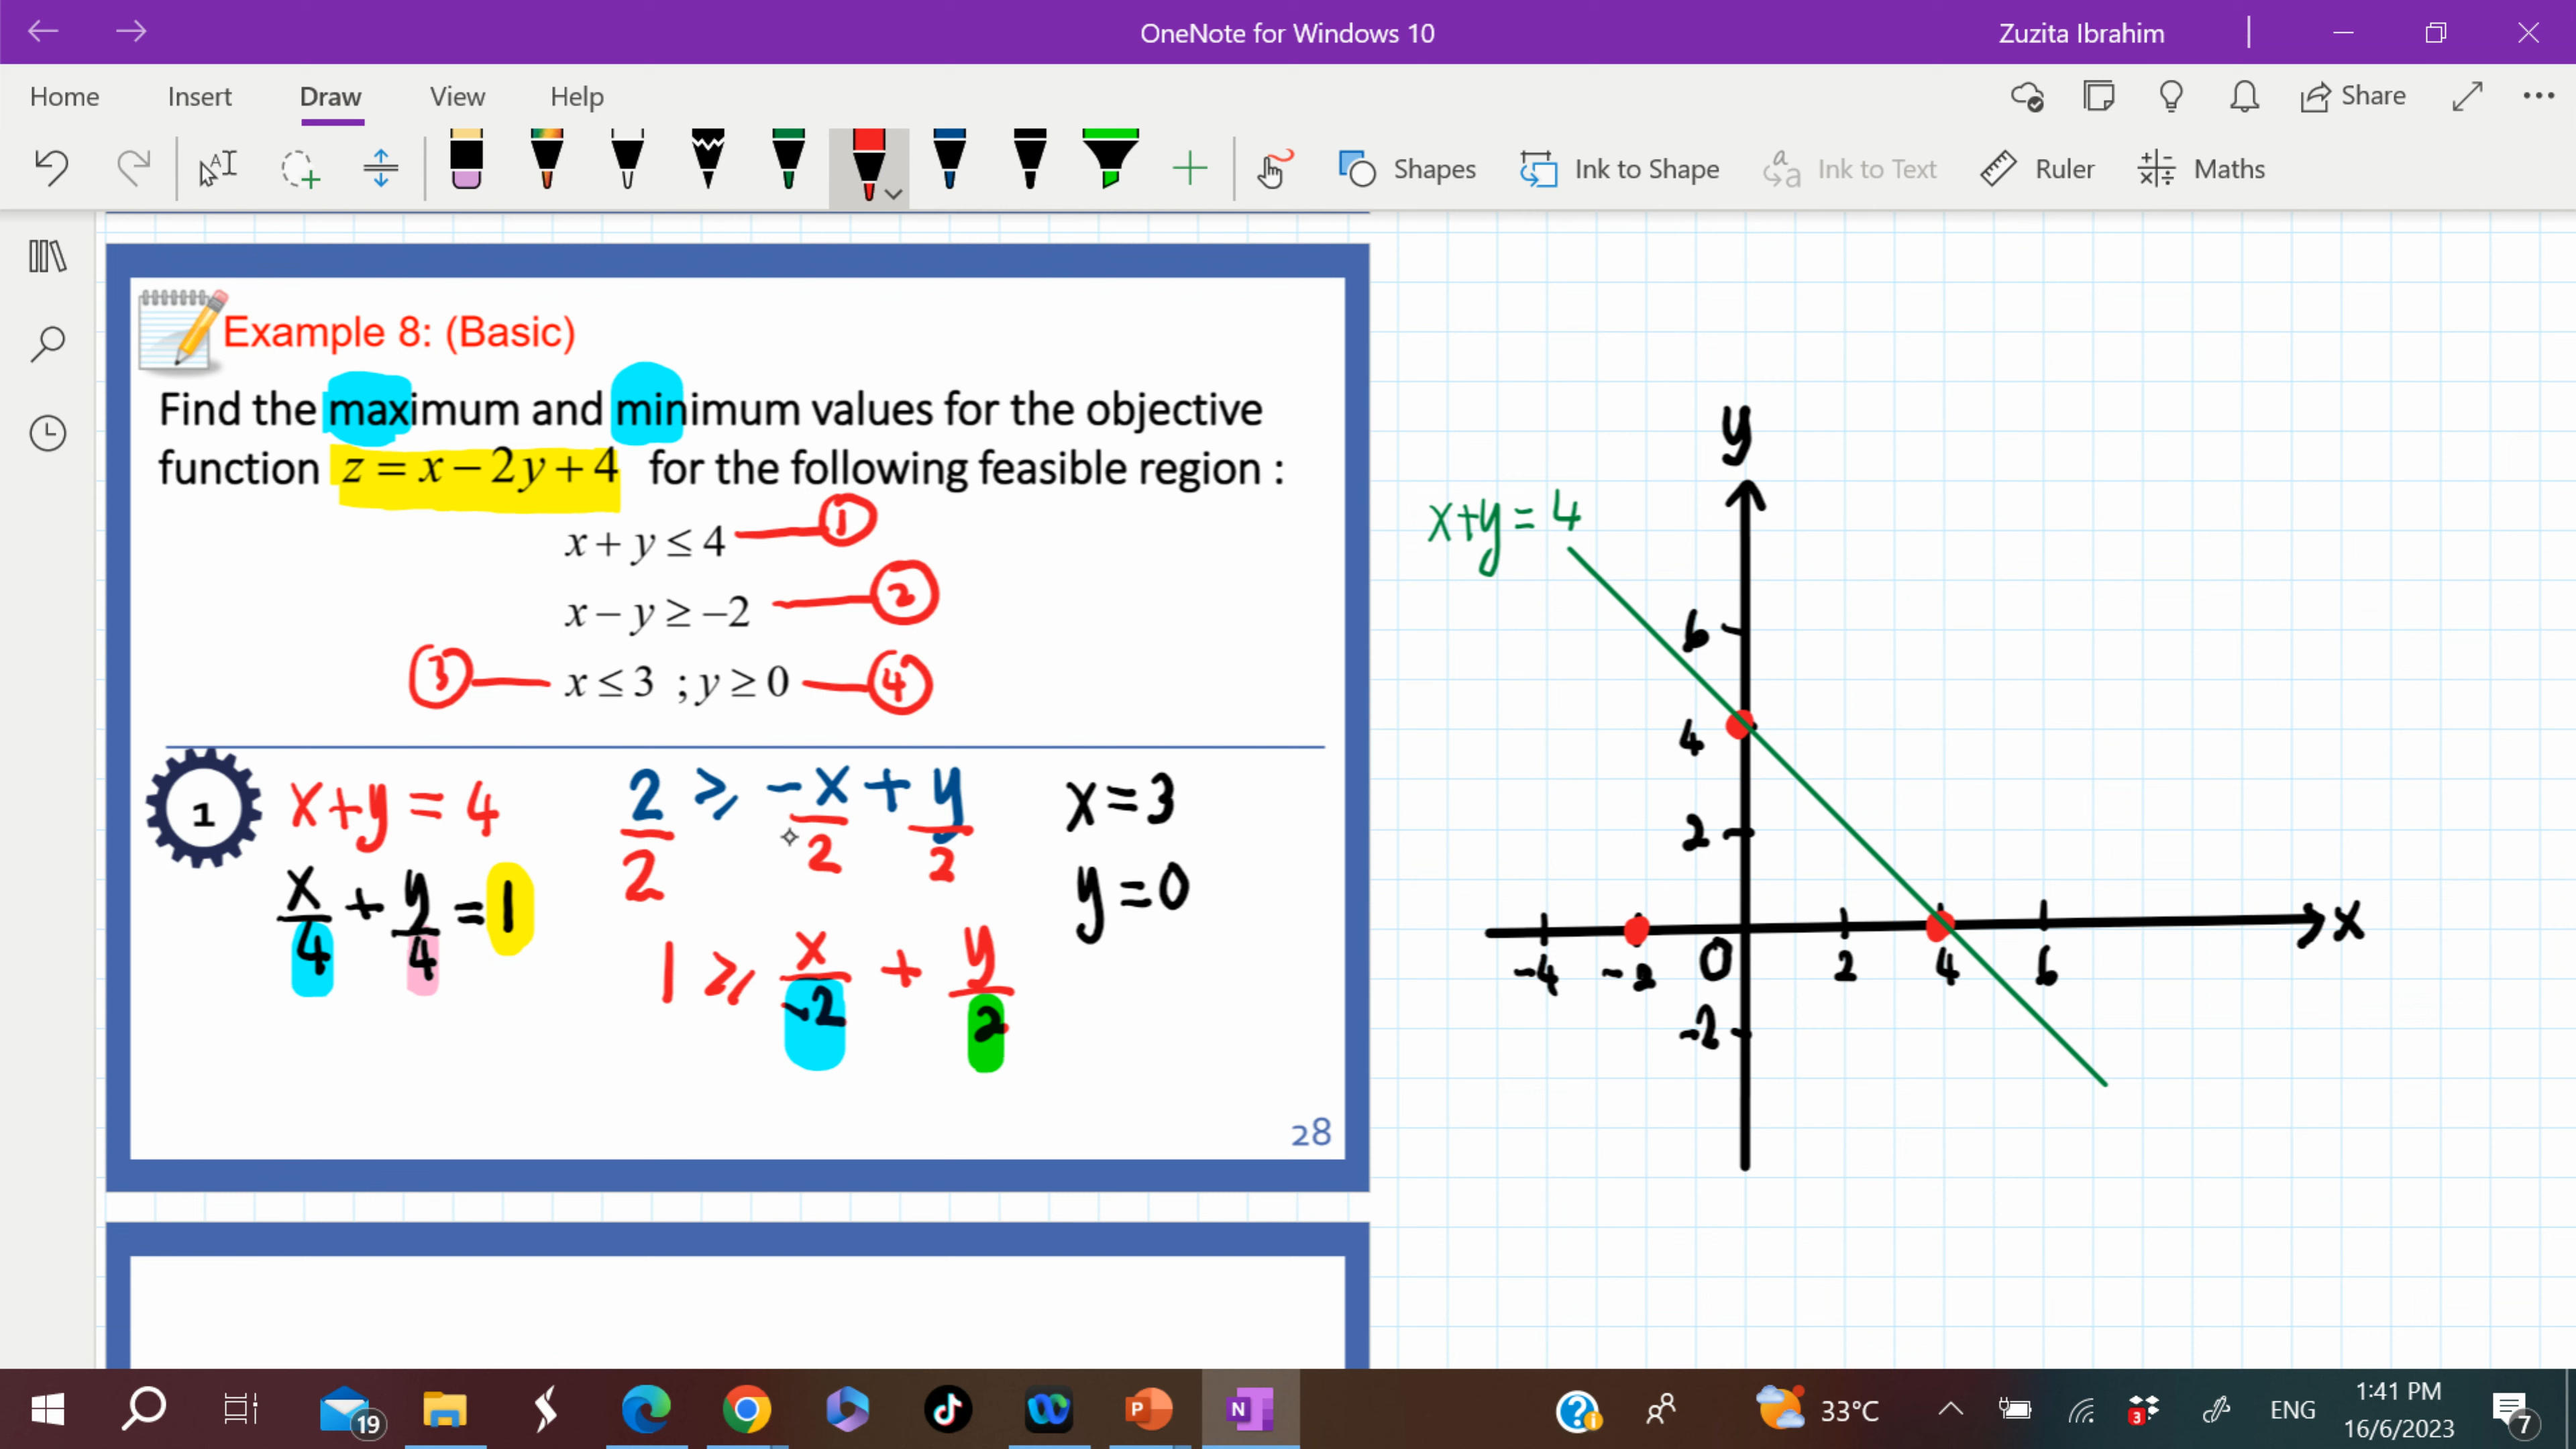 OneNote for Windows 10
Zuzita Ibrahim
Home Insert Draw View Help
Share
Shapes Ink to Shape Ink to Text Ruler Maths
Example 8: (Basic)
Find the maximum and minimum values for the objective
function z = x − 2y + 4 for the following feasible region :
x + y ≤ 4 ①
x − y ≥ −2 ②
③ x ≤ 3 ; y ≥ 0 ④
1
x+y = 4
x/4 + y/4 = 1
2/2 ≥ -x/2 + y/2
1 ≥ x/-2 + y/2
x = 3
y = 0
28
y
x+y = 4
6
4
2
-4 -2 0 2 4 6 x
-2
19
33°C
3
ENG
1:41 PM
16/6/2023
7